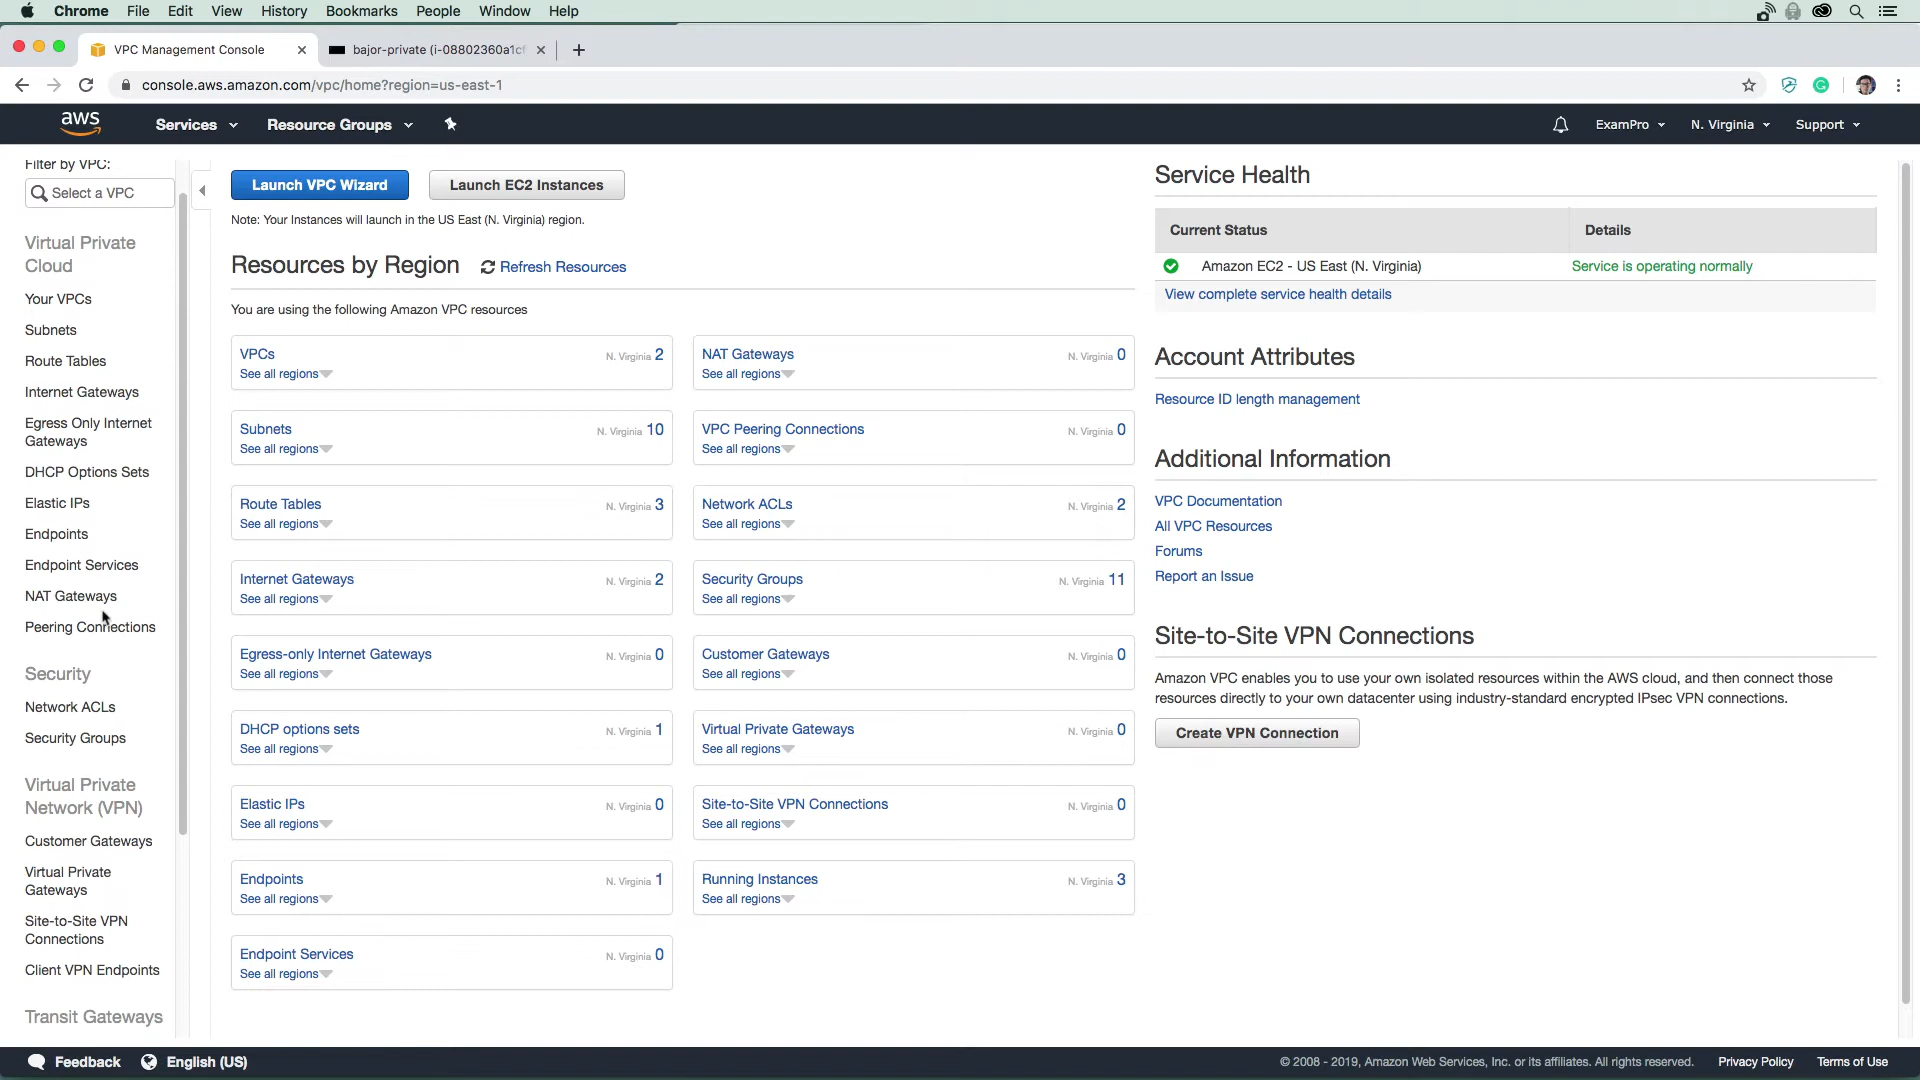 Chrome File Edit View History Bookmarks People Window Help
VPC Management Console
bajor-private (i-08802360a1cf
console.aws.amazon.com/vpc/home?region=us-east-1
aws
Services
Resource Groups
ExamPro
N. Virginia
Support
Filter by VPC:
Select a VPC
Virtual Private
Cloud
Your VPCs
Subnets
Route Tables
Internet Gateways
Egress Only Internet
Gateways
DHCP Options Sets
Elastic IPs
Endpoints
Endpoint Services
NAT Gateways
Peering Connections
Security
Network ACLs
Security Groups
Virtual Private
Network (VPN)
Customer Gateways
Virtual Private
Gateways
Site-to-Site VPN
Connections
Client VPN Endpoints
Transit Gateways
Launch VPC Wizard
Launch EC2 Instances
Note: Your Instances will launch in the US East (N. Virginia) region.
Resources by Region
Refresh Resources
You are using the following Amazon VPC resources
VPCs N. Virginia 2
See all regions
NAT Gateways N. Virginia 0
See all regions
Subnets N. Virginia 10
See all regions
VPC Peering Connections N. Virginia 0
See all regions
Route Tables N. Virginia 3
See all regions
Network ACLs N. Virginia 2
See all regions
Internet Gateways N. Virginia 2
See all regions
Security Groups N. Virginia 11
See all regions
Egress-only Internet Gateways N. Virginia 0
See all regions
Customer Gateways N. Virginia 0
See all regions
DHCP options sets N. Virginia 1
See all regions
Virtual Private Gateways N. Virginia 0
See all regions
Elastic IPs N. Virginia 0
See all regions
Site-to-Site VPN Connections N. Virginia 0
See all regions
Endpoints N. Virginia 1
See all regions
Running Instances N. Virginia 3
See all regions
Endpoint Services N. Virginia 0
See all regions
Service Health
Current Status Details
Amazon EC2 - US East (N. Virginia) Service is operating normally
View complete service health details
Account Attributes
Resource ID length management
Additional Information
VPC Documentation
All VPC Resources
Forums
Report an Issue
Site-to-Site VPN Connections
Amazon VPC enables you to use your own isolated resources within the AWS cloud, and then connect those
resources directly to your own datacenter using industry-standard encrypted IPsec VPN connections.
Create VPN Connection
Feedback
English (US)
© 2008 - 2019, Amazon Web Services, Inc. or its affiliates. All rights reserved.
Privacy Policy
Terms of Use